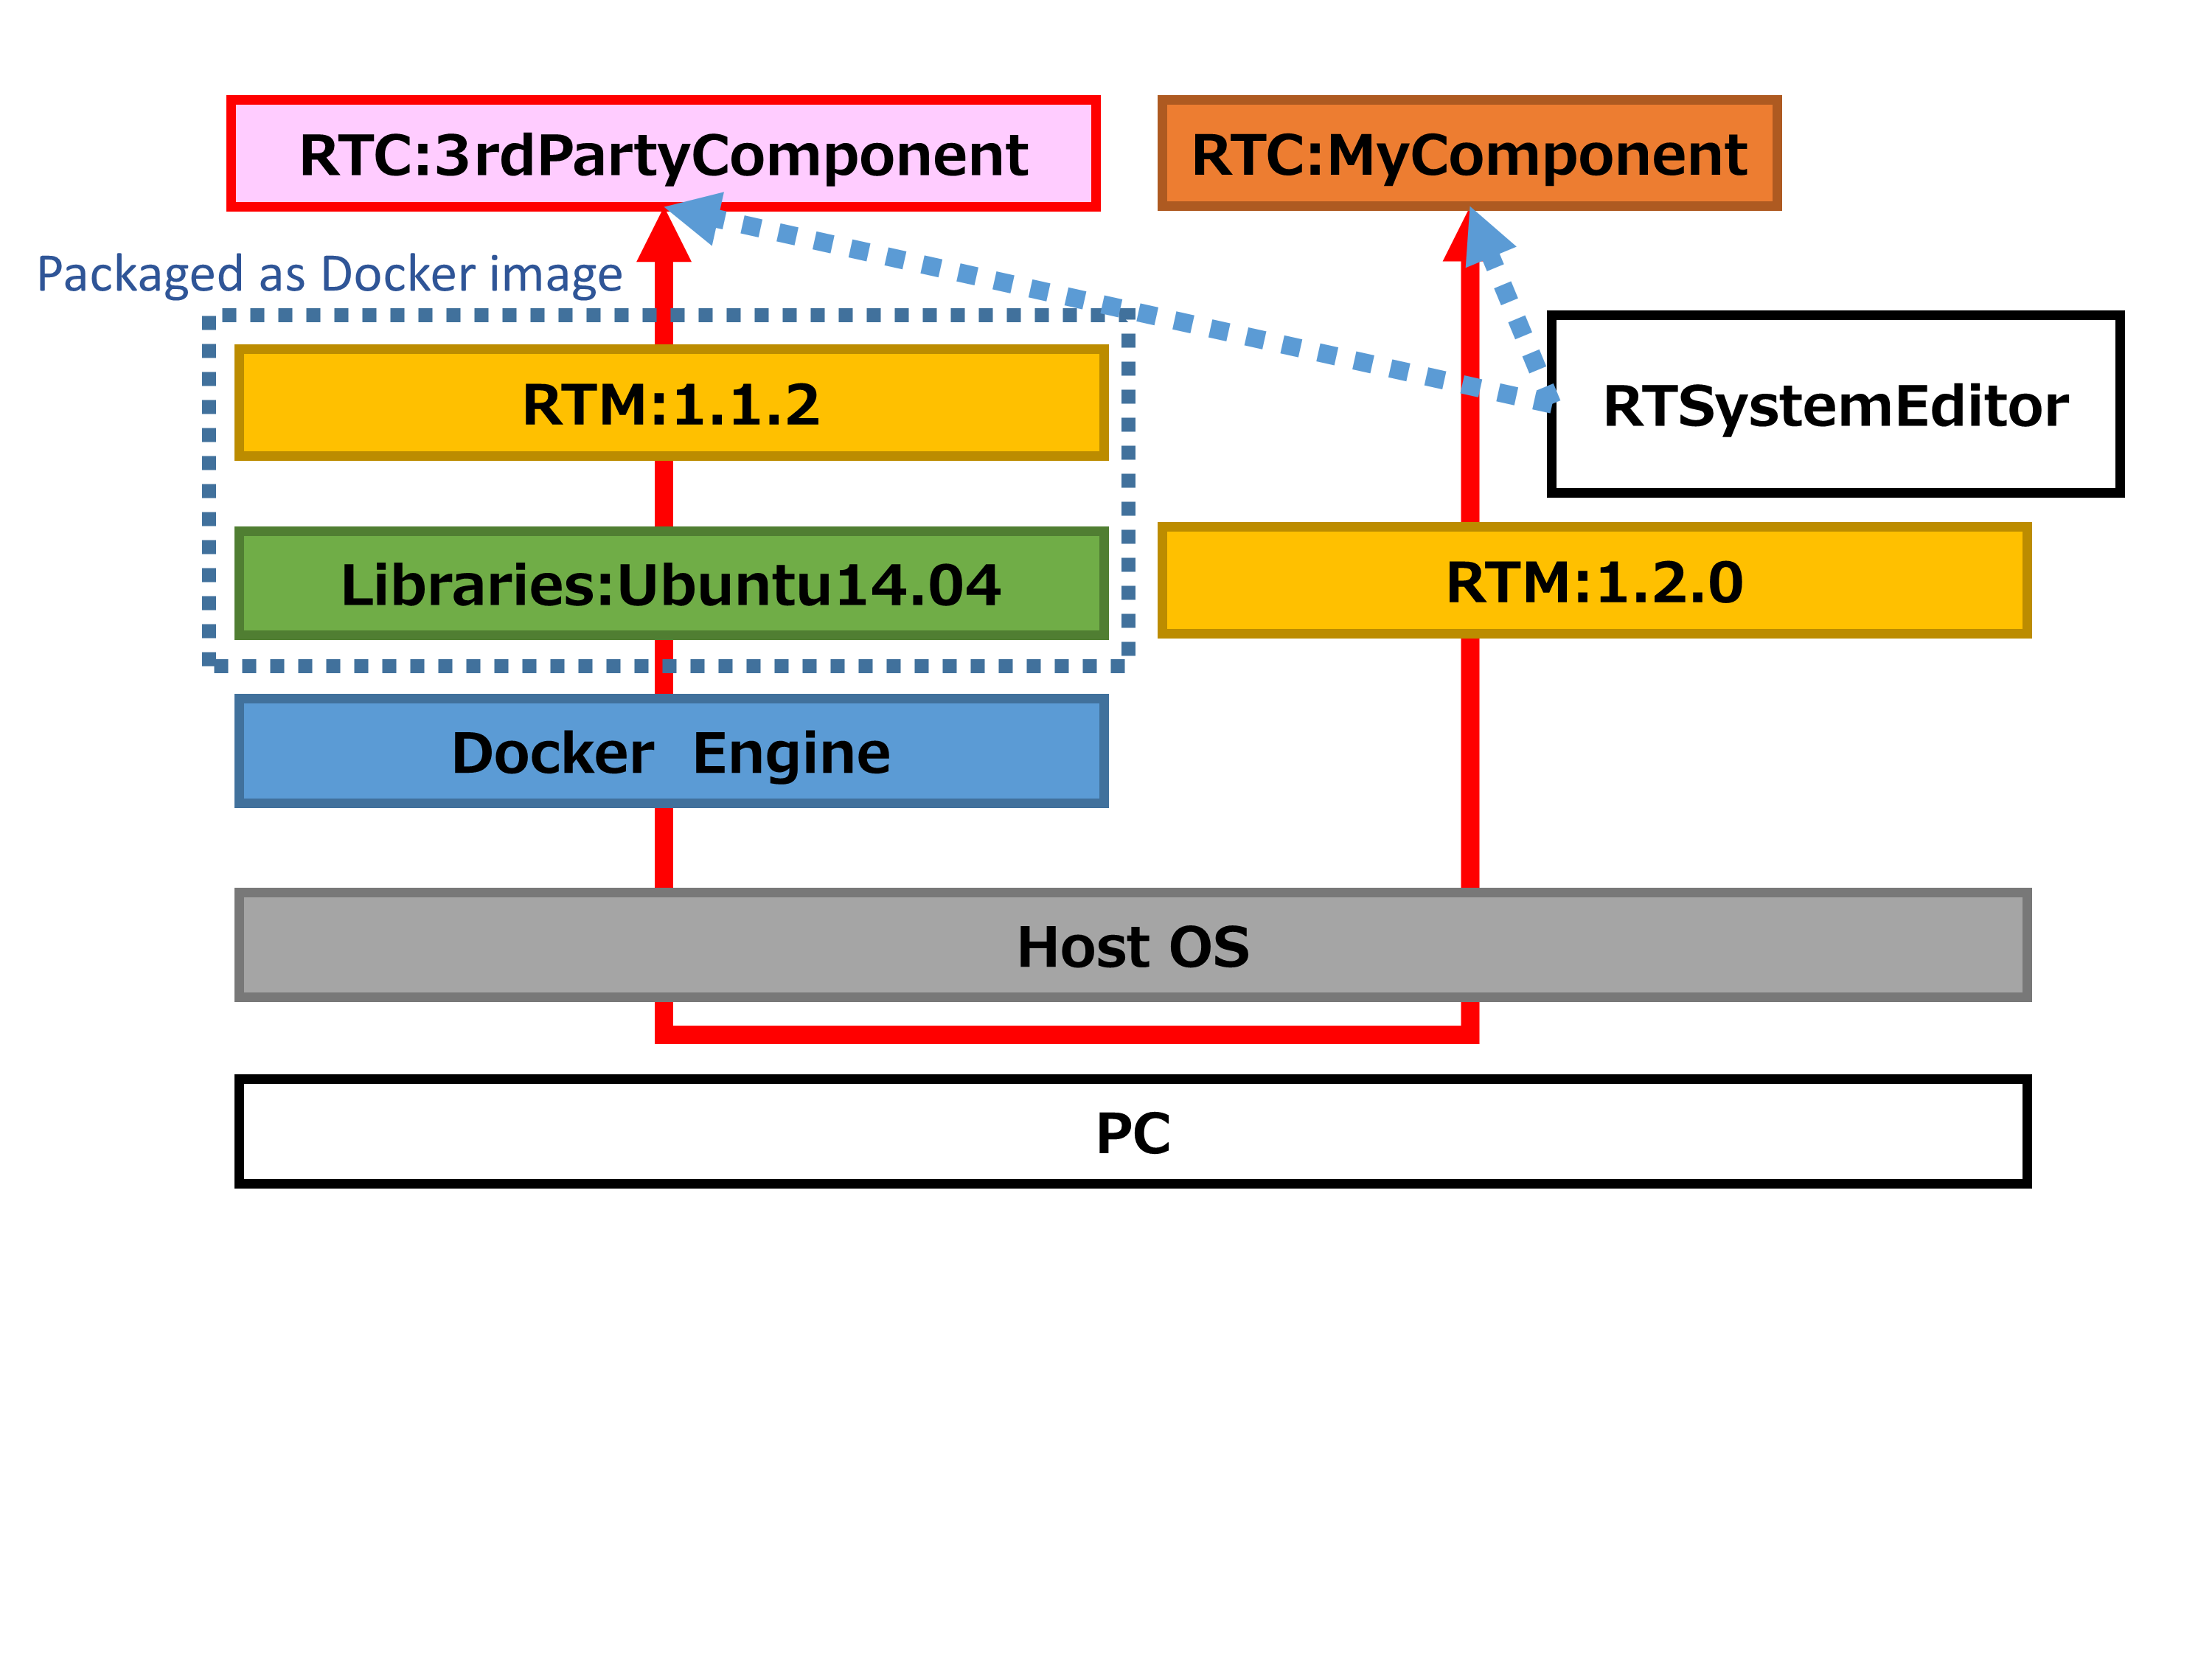 RTC:3rdPartyComponent
RTC:MyComponent
Packaged as Docker image
RTM:1.1.2
RTSystemEditor
Libraries:Ubuntu14.04
RTM:1.2.0
Docker Engine
Host OS
PC